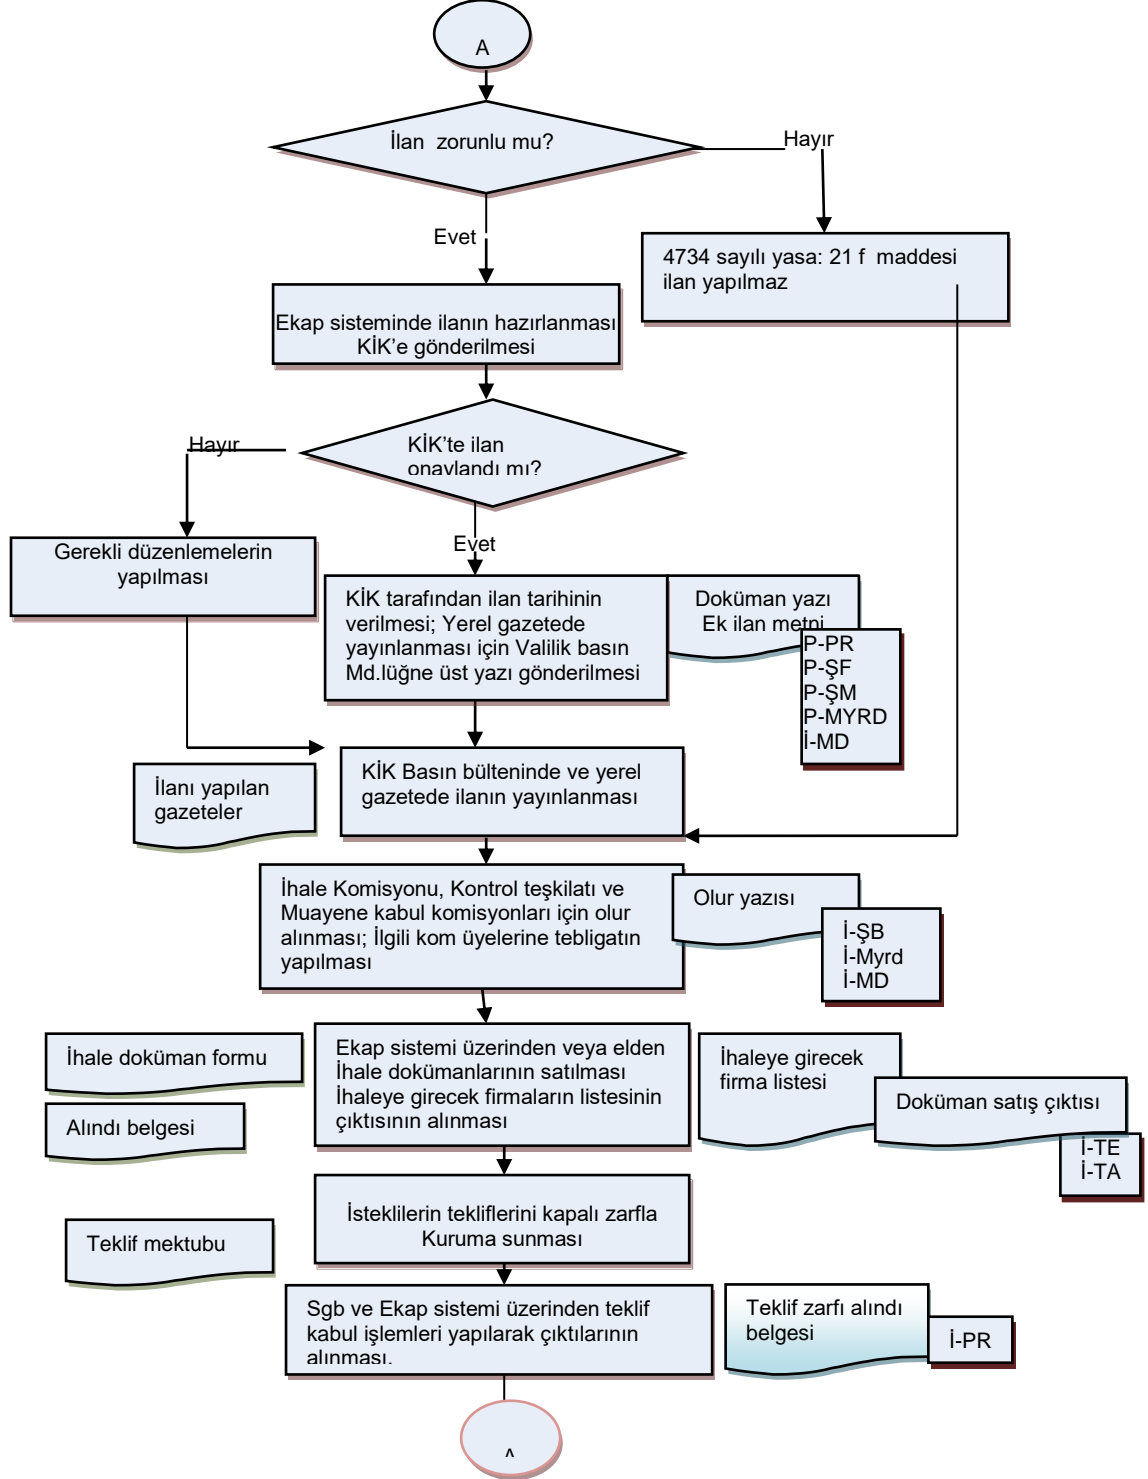 A
İlan  zorunlu mu?
Hayır
Evet
4734 sayılı yasa: 21 f  maddesi
ilan yapılmaz
Ekap sisteminde ilanın hazırlanması
KİK’e gönderilmesi
Hayır
KİK’te ilan
onaylandı mı?
Evet
Gerekli düzenlemelerin
yapılması
KİK tarafından ilan tarihinin
verilmesi; Yerel gazetede
yayınlanması için Valilik basın
Md.lüğne üst yazı gönderilmesi
Doküman yazı
Ek ilan metni
P-PR
P-ŞF
P-ŞM
P-MYRD
İ-MD
İlanı yapılan
gazeteler
KİK Basın bülteninde ve yerel
gazetede ilanın yayınlanması
İhale Komisyonu, Kontrol teşkilatı ve
Muayene kabul komisyonları için olur
alınması; İlgili kom üyelerine tebligatın
yapılması
Olur yazısı
İ-ŞB
İ-Myrd
İ-MD
İhale doküman formu
Alındı belgesi
Ekap sistemi üzerinden veya elden
İhale dokümanlarının satılması
İhaleye girecek firmaların listesinin
çıktısının alınması
İhaleye girecek
firma listesi
Doküman satış çıktısı
İ-TE
İ-TA
İsteklilerin tekliflerini kapalı zarfla
Kuruma sunması
Teklif mektubu
Sgb ve Ekap sistemi üzerinden teklif
kabul işlemleri yapılarak çıktılarının
alınması.
Teklif zarfı alındı
belgesi
İ-PR